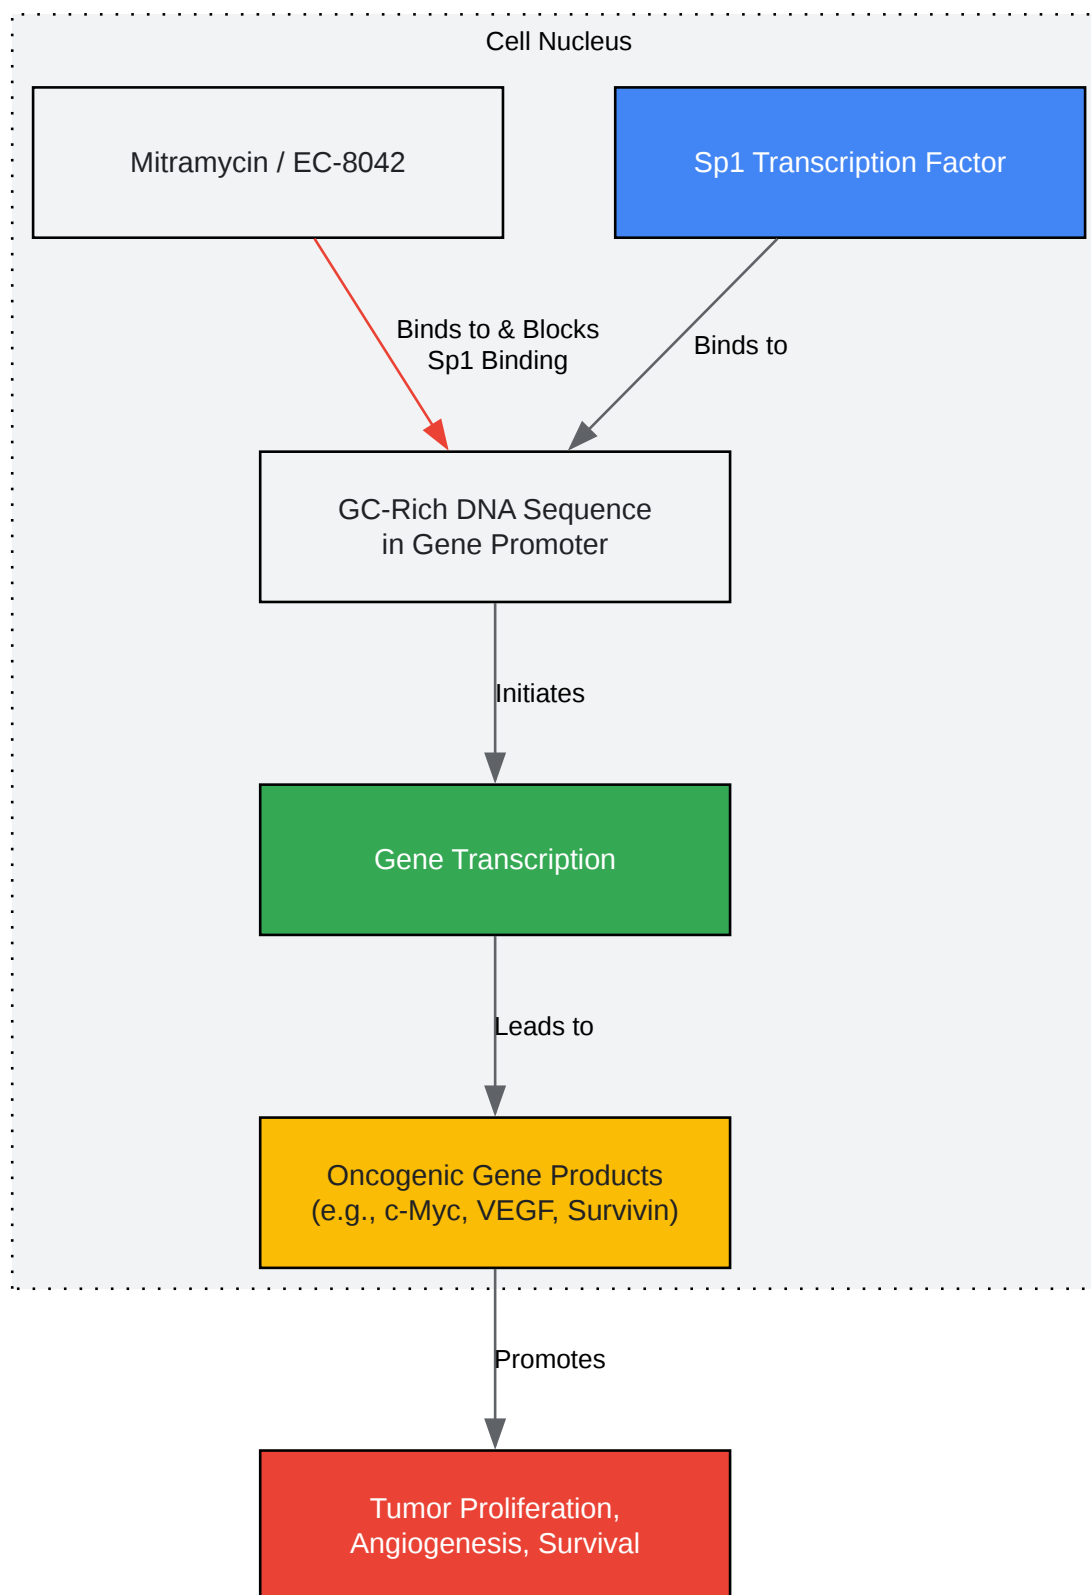 Cell Nucleus
Mitramycin / EC-8042
Sp1 Transcription Factor
Binds to & Blocks
Sp1 Binding
Binds to
GC-Rich DNA Sequence
in Gene Promoter
Initiates
Gene Transcription
Leads to
Oncogenic Gene Products
(e.g., c-Myc, VEGF, Survivin)
Promotes
Tumor Proliferation,
Angiogenesis, Survival